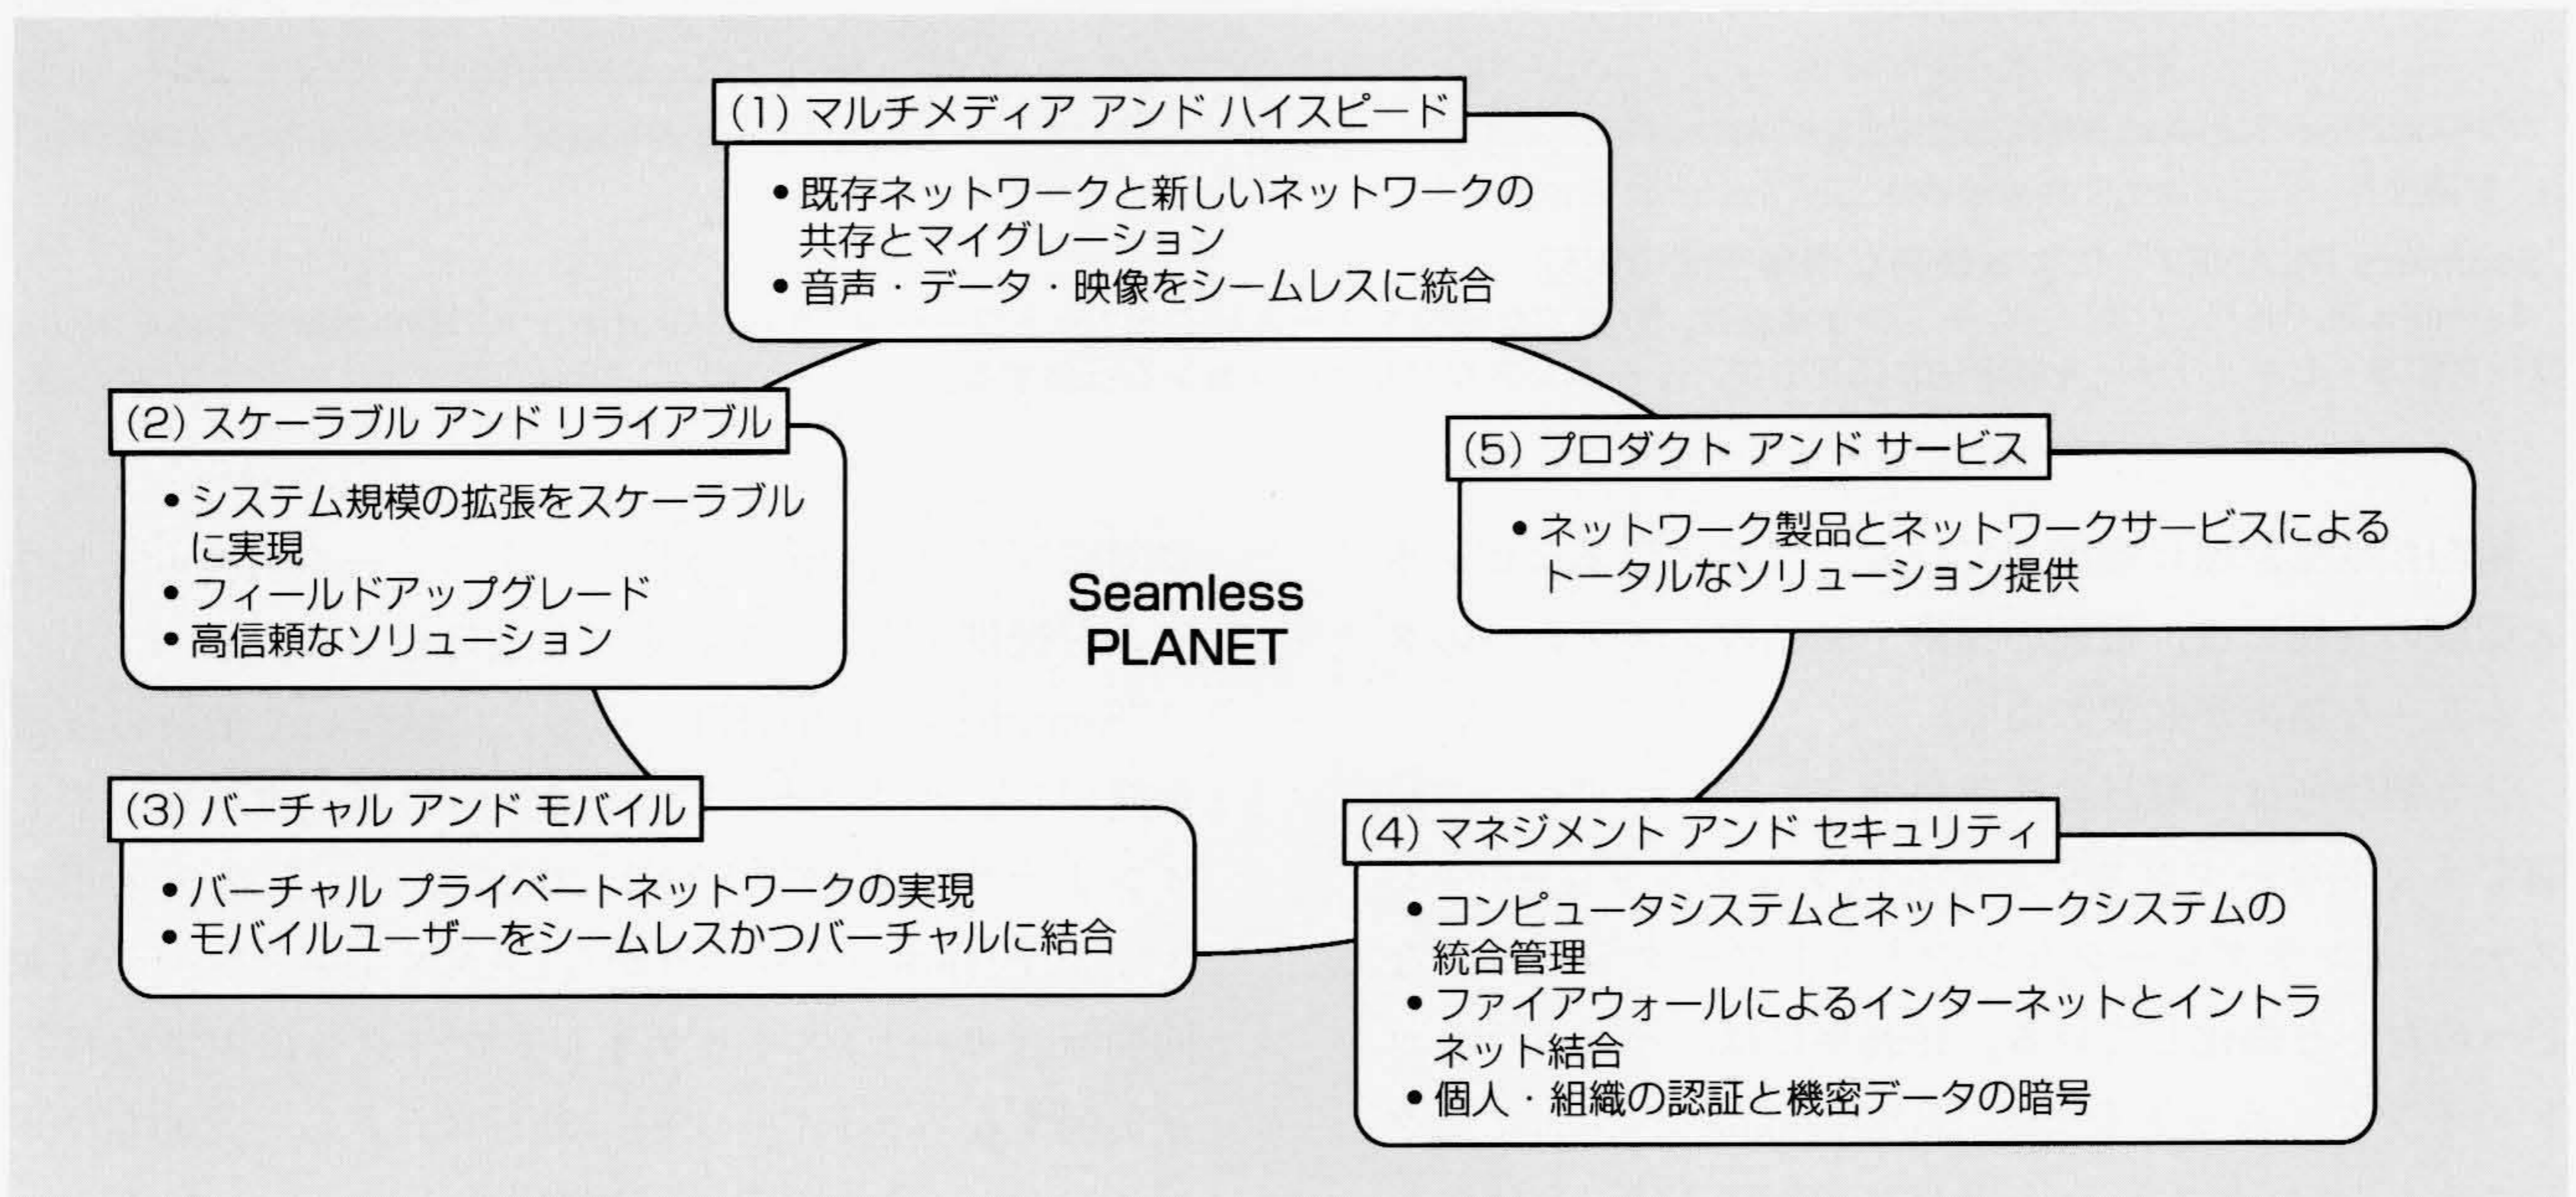 (1) マルチメディア アンド ハイスピード
• 既存ネットワークと新しいネットワークの
共存とマイグレーション
• 音声・データ・映像をシームレスに統合
(2) スケーラブル アンド リライアブル
• システム規模の拡張をスケーラブル
に実現
• フィールドアップグレード
• 高信頼なソリューション
(3) バーチャル アンド モバイル
• バーチャル プライベートネットワークの実現
• モバイルユーザーをシームレスかつバーチャルに結合
(4) マネジメント アンド セキュリティ
• コンピュータシステムとネットワークシステムの
統合管理
• ファイアウォールによるインターネットとイントラ
ネット結合
• 個人・組織の認証と機密データの暗号
(5) プロダクト アンド サービス
• ネットワーク製品とネットワークサービスによる
トータルなソリューション提供
Seamless
PLANET